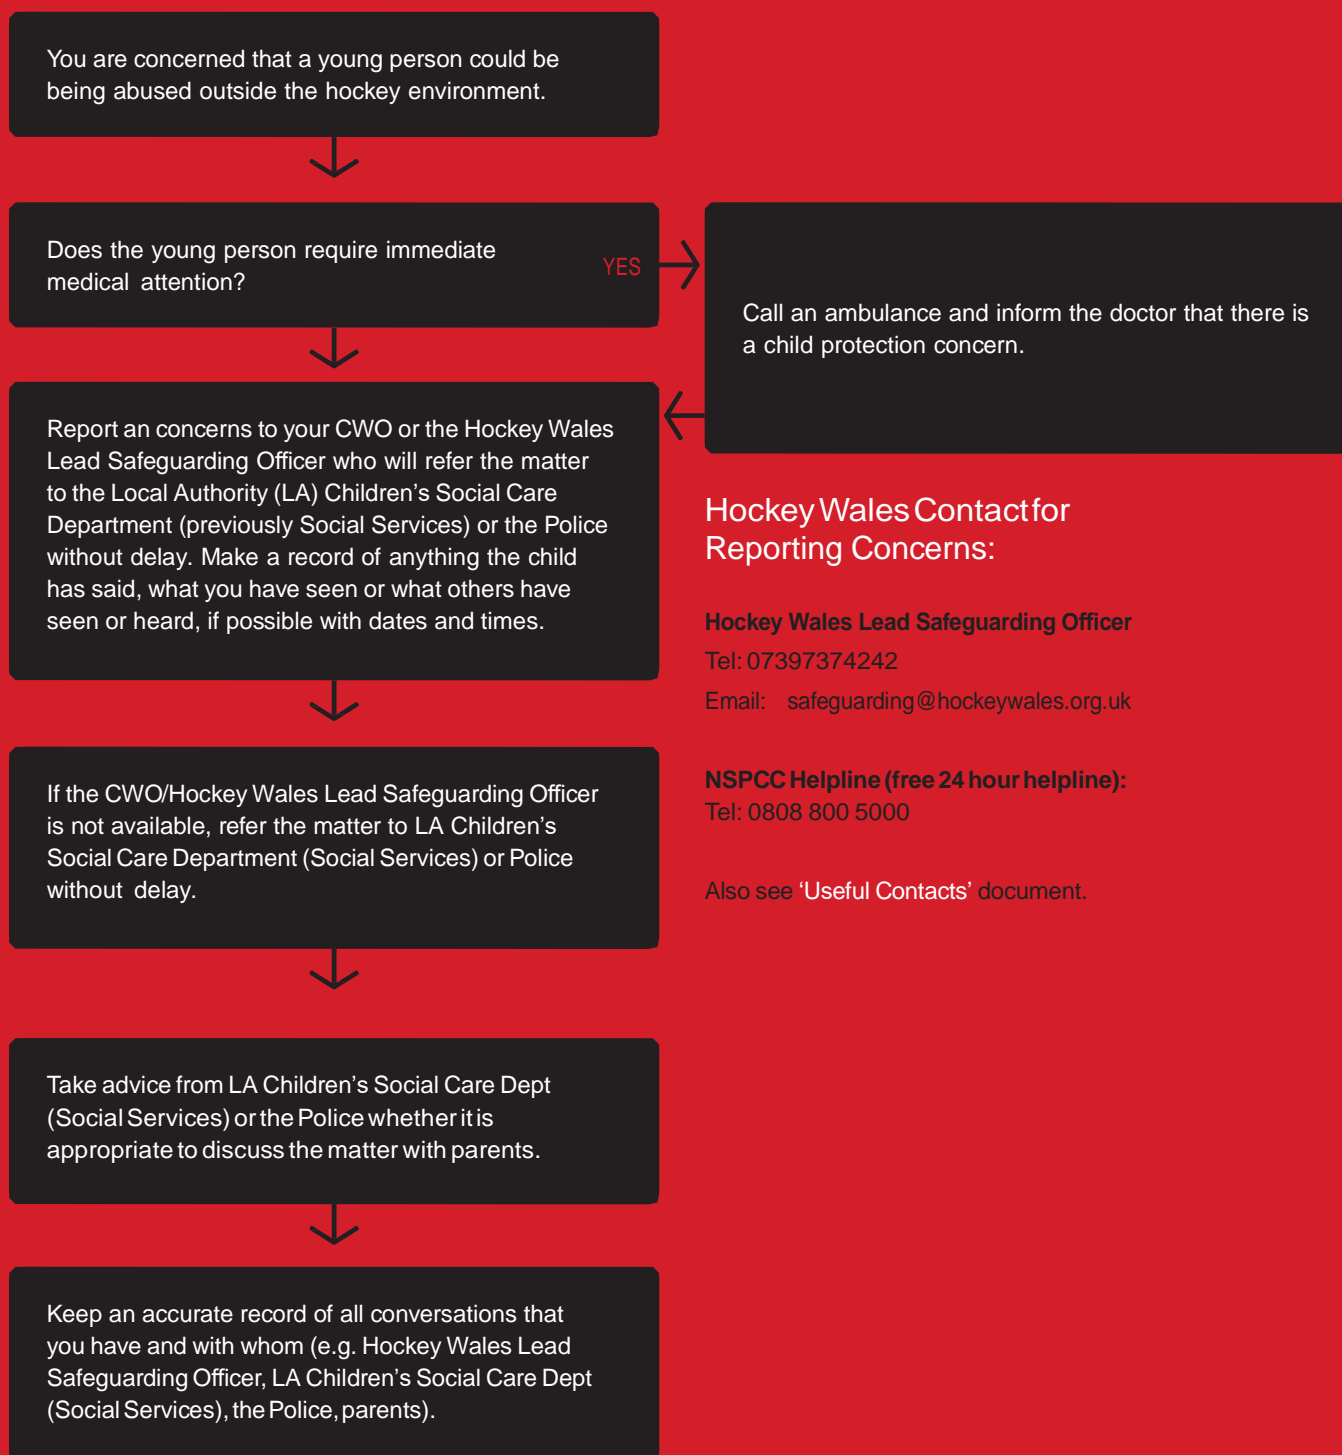 You are concerned that a young person could be
being abused outside the hockey environment.
Does the young person require immediate
medical attention?
YES
Call an ambulance and inform the doctor that there is
a child protection concern.
Report an concerns to your CWO or the Hockey Wales
Lead Safeguarding Officer who will refer the matter
to the Local Authority (LA) Children’s Social Care
Department (previously Social Services) or the Police
without delay. Make a record of anything the child
has said, what you have seen or what others have
seen or heard, if possible with dates and times.
If the CWO/Hockey Wales Lead Safeguarding Officer
is not available, refer the matter to LA Children’s
Social Care Department (Social Services) or Police
without delay.
Take advice from LA Children’s Social Care Dept
(Social Services) or the Police whether it is
appropriate to discuss the matter with parents.
Keep an accurate record of all conversations that
you have and with whom (e.g. Hockey Wales Lead
Safeguarding Officer, LA Children’s Social Care Dept
(Social Services), the Police, parents).
Hockey Wales Contact for
Reporting Concerns:
Hockey Wales Lead Safeguarding Officer
Tel: 07397374242
Email: safeguarding@hockeywales.org.uk
NSPCC Helpline (free 24 hour helpline):
Tel: 0808 800 5000
Also see ‘Useful Contacts’ document.